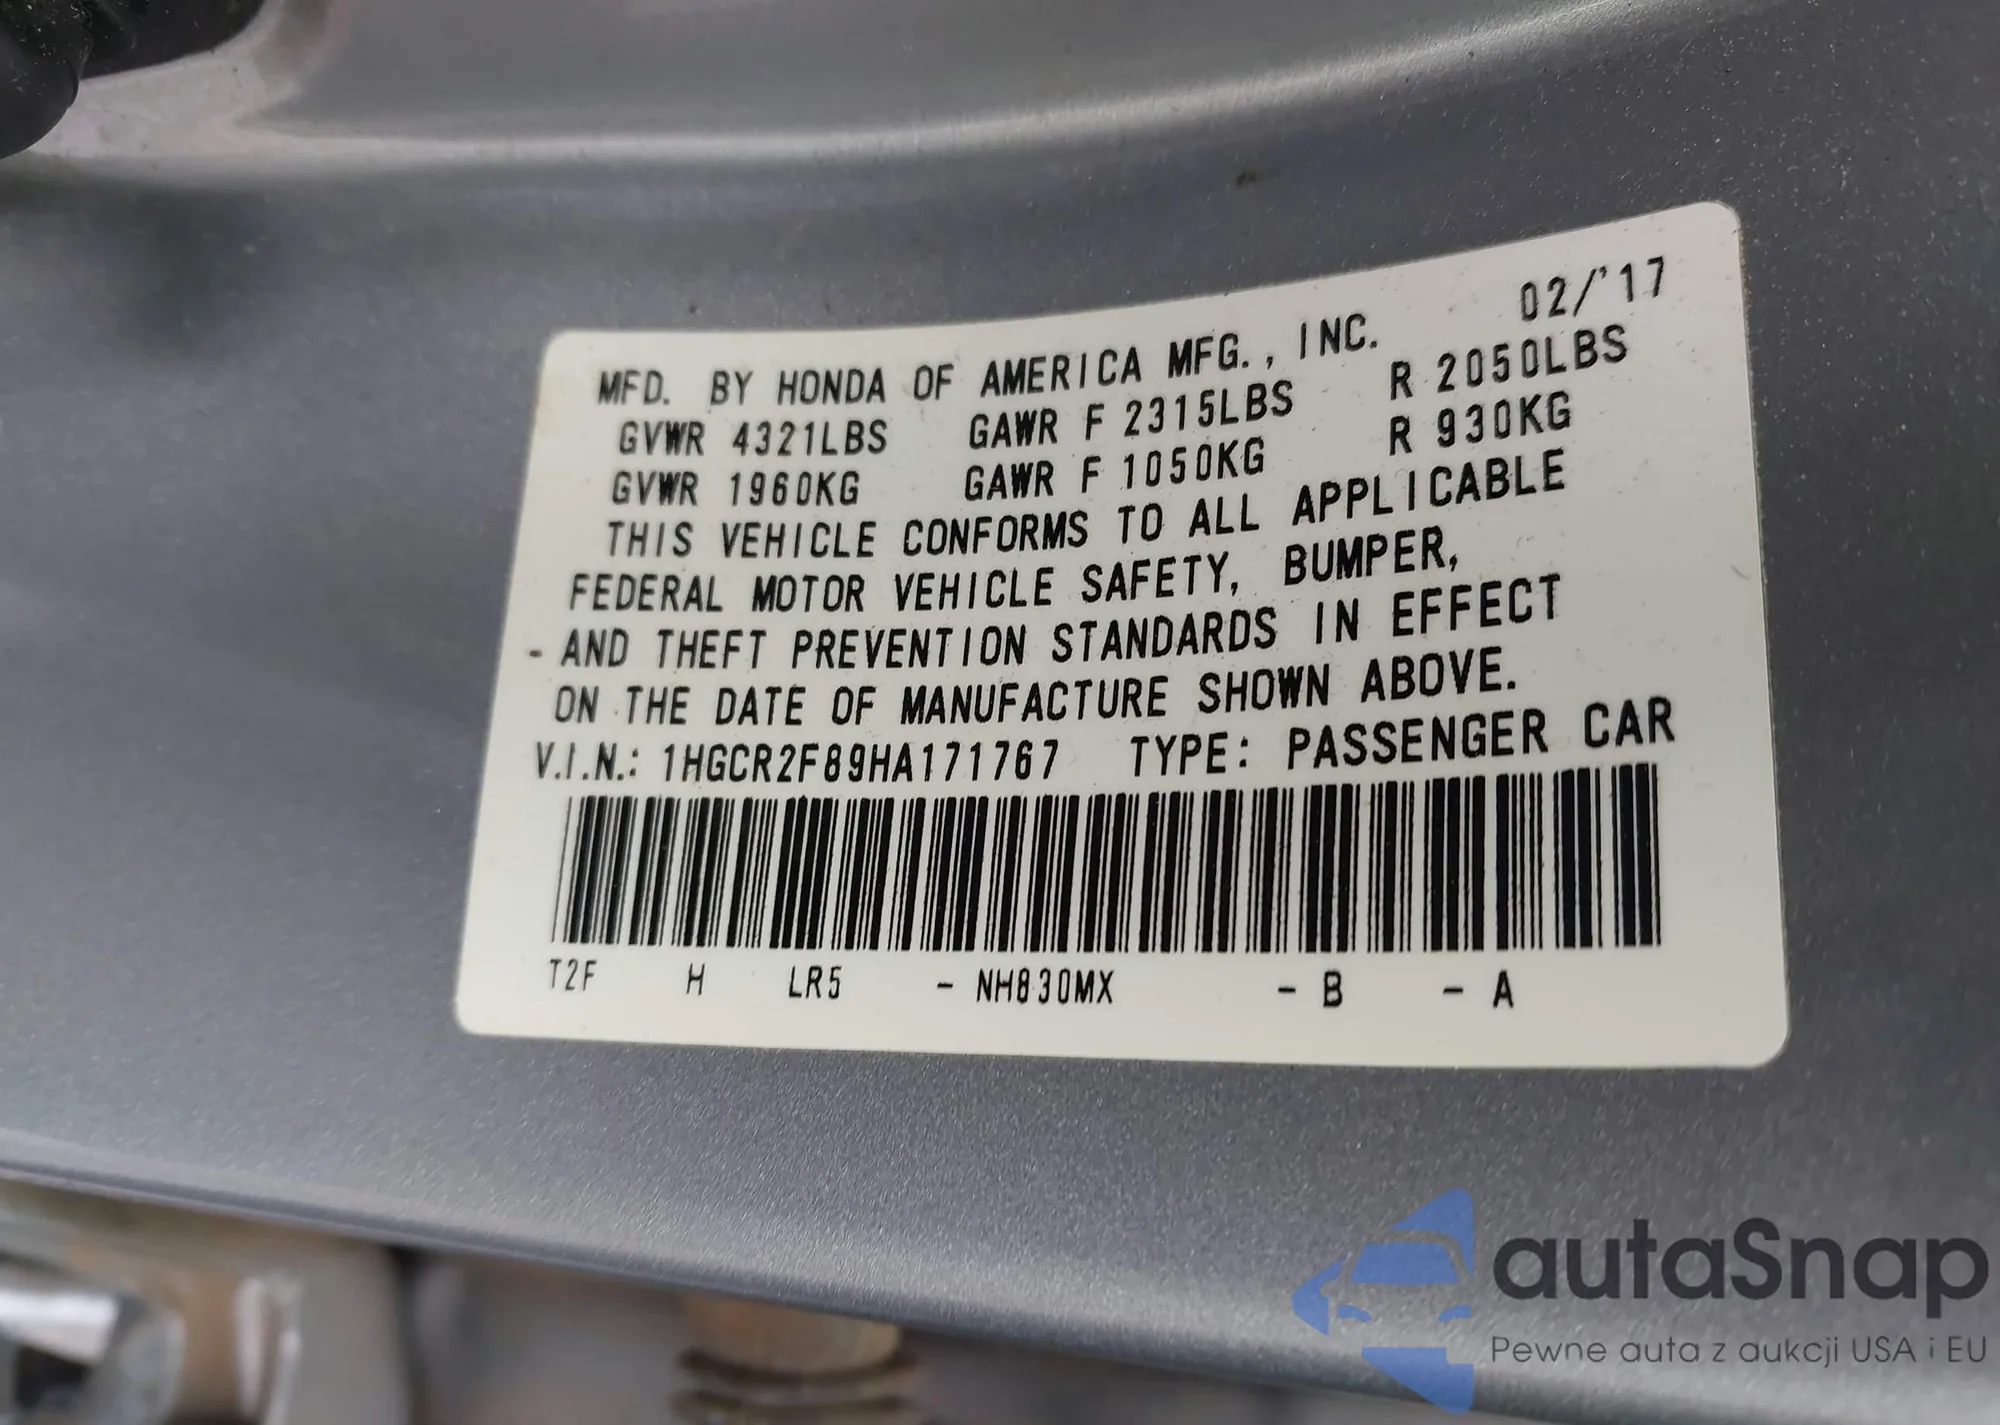 02/'17
MFD. BY HONDA OF AMERICA MFG., INC.
GVWR 4321LBS GAWR F 2315LBS R 2050LBS
GVWR 1960KG GAWR F 1050KG R 930KG
THIS VEHICLE CONFORMS TO ALL APPLICABLE
FEDERAL MOTOR VEHICLE SAFETY, BUMPER,
- AND THEFT PREVENTION STANDARDS IN EFFECT
ON THE DATE OF MANUFACTURE SHOWN ABOVE.
V.I.N.: 1HGCR2F89HA171767 TYPE: PASSENGER CAR
T2F H LR5 - NH830MX - B - A
autaSnap
Pewne auta z aukcji USA i EU